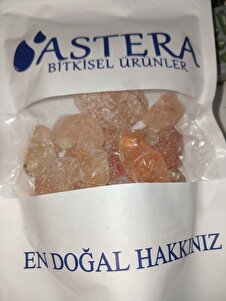 ASTERA
BİTKİSEL ÜRÜNLER
EN DOĞAL HAKKINIZ